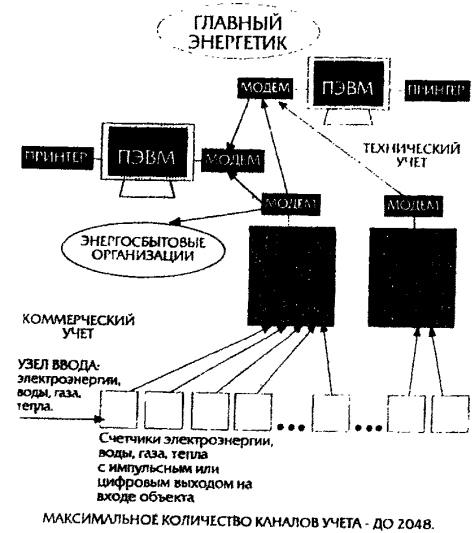 ГЛАВНЫЙ
ЭНЕРГЕТИК
МОДЕМ
ПЭВМ
ПРИНТЕР
ПРИНТЕР
ПЭВМ
МОДЕМ
ТЕХНИЧЕСКИЙ
УЧЕТ
МОДЕМ
МОДЕМ
ЭНЕРГОСБЫТОВЫЕ
ОРГАНИЗАЦИИ
КОММЕРЧЕСКИЙ
УЧЕТ
УЗЕЛ ВВОДА:
электроэнергии,
воды, газа,
тепла.
Счетчики электроэнергии,
воды, газа, тепла
с импульсным или
цифровым выходом на
входе объекта
МАКСИМАЛЬНОЕ КОЛИЧЕСТВО КАНАЛОВ УЧЕТА - ДО 2048.